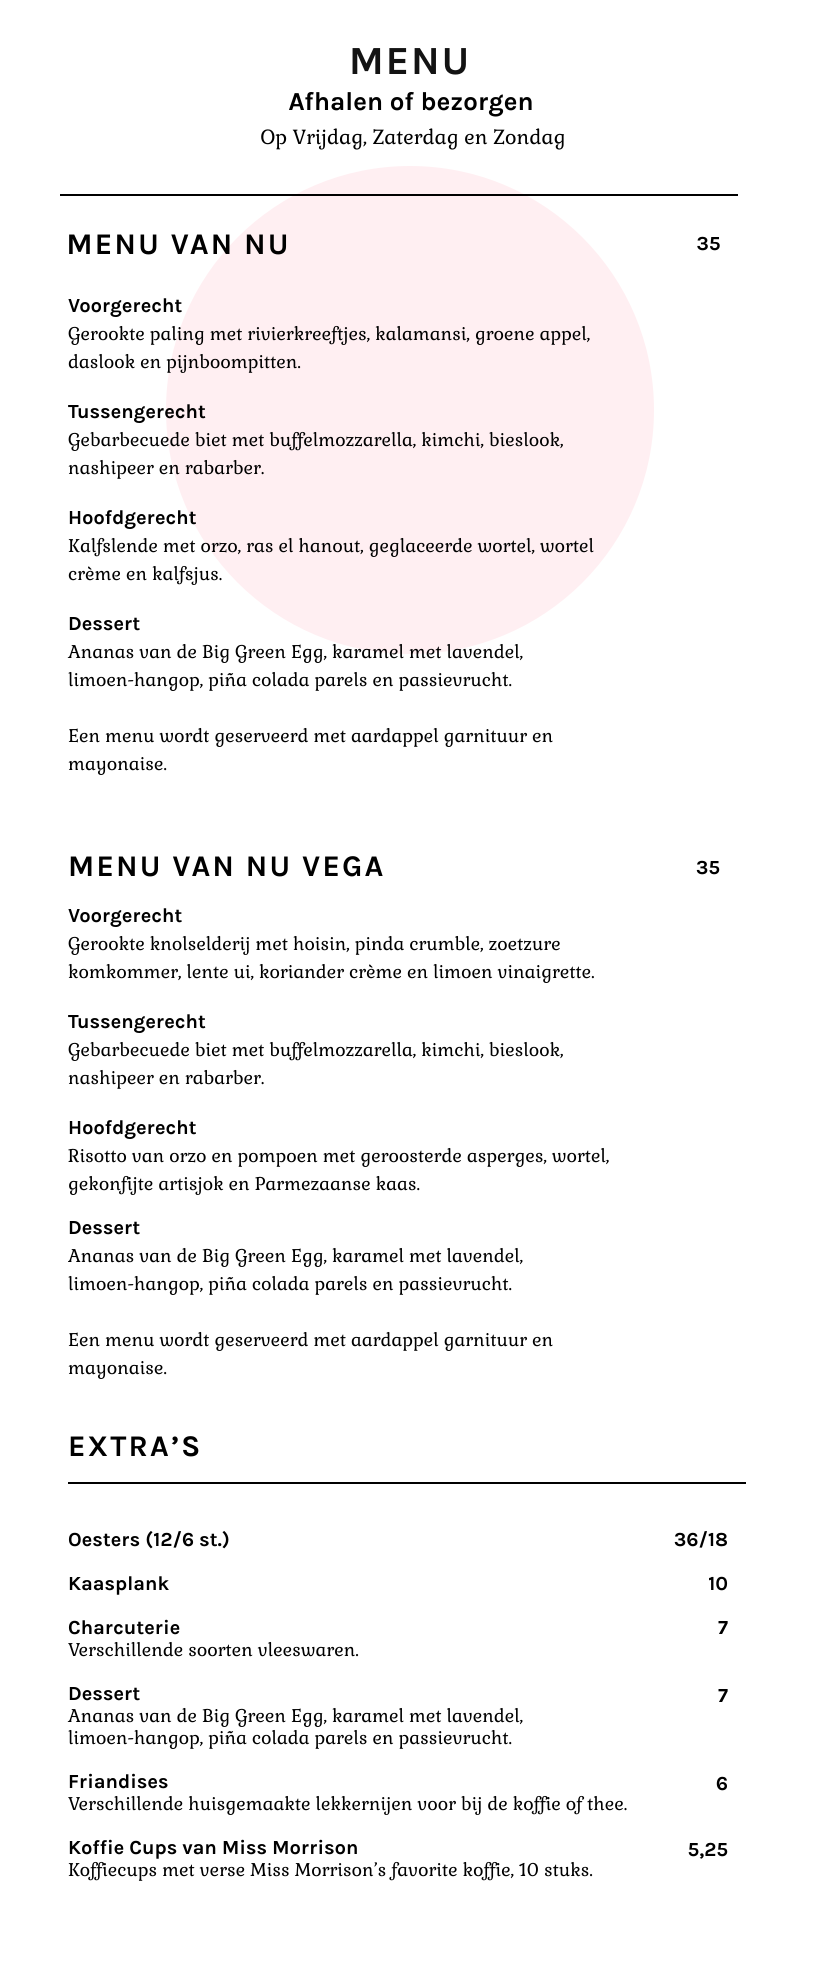 MENU
Afhalen of bezorgen
Op Vrijdag, Zaterdag en Zondag
MENU VAN NU 35
Voorgerecht
Gerookte paling met rivierkreeftjes, kalamansi, groene appel,
daslook en pijnboompitten.
Tussengerecht
Gebarbecuede biet met buffelmozzarella, kimchi, bieslook,
nashipeer en rabarber.
Hoofdgerecht
Kalfslende met orzo, ras el hanout, geglaceerde wortel, wortel
crème en kalfsjus.
Dessert
Ananas van de Big Green Egg, karamel met lavendel,
limoen-hangop, piña colada parels en passievrucht.
Een menu wordt geserveerd met aardappel garnituur en
mayonaise.
MENU VAN NU VEGA 35
Voorgerecht
Gerookte knolselderij met hoisin, pinda crumble, zoetzure
komkommer, lente ui, koriander crème en limoen vinaigrette.
Tussengerecht
Gebarbecuede biet met buffelmozzarella, kimchi, bieslook,
nashipeer en rabarber.
Hoofdgerecht
Risotto van orzo en pompoen met geroosterde asperges, wortel,
gekonfijte artisjok en Parmezaanse kaas.
Dessert
Ananas van de Big Green Egg, karamel met lavendel,
limoen-hangop, piña colada parels en passievrucht.
Een menu wordt geserveerd met aardappel garnituur en
mayonaise.
EXTRA’S
Oesters (12/6 st.) 36/18
Kaasplank 10
Charcuterie 7
Verschillende soorten vleeswaren.
Dessert 7
Ananas van de Big Green Egg, karamel met lavendel,
limoen-hangop, piña colada parels en passievrucht.
Friandises 6
Verschillende huisgemaakte lekkernijen voor bij de koffie of thee.
Koffie Cups van Miss Morrison 5,25
Koffiecups met verse Miss Morrison’s favorite koffie, 10 stuks.